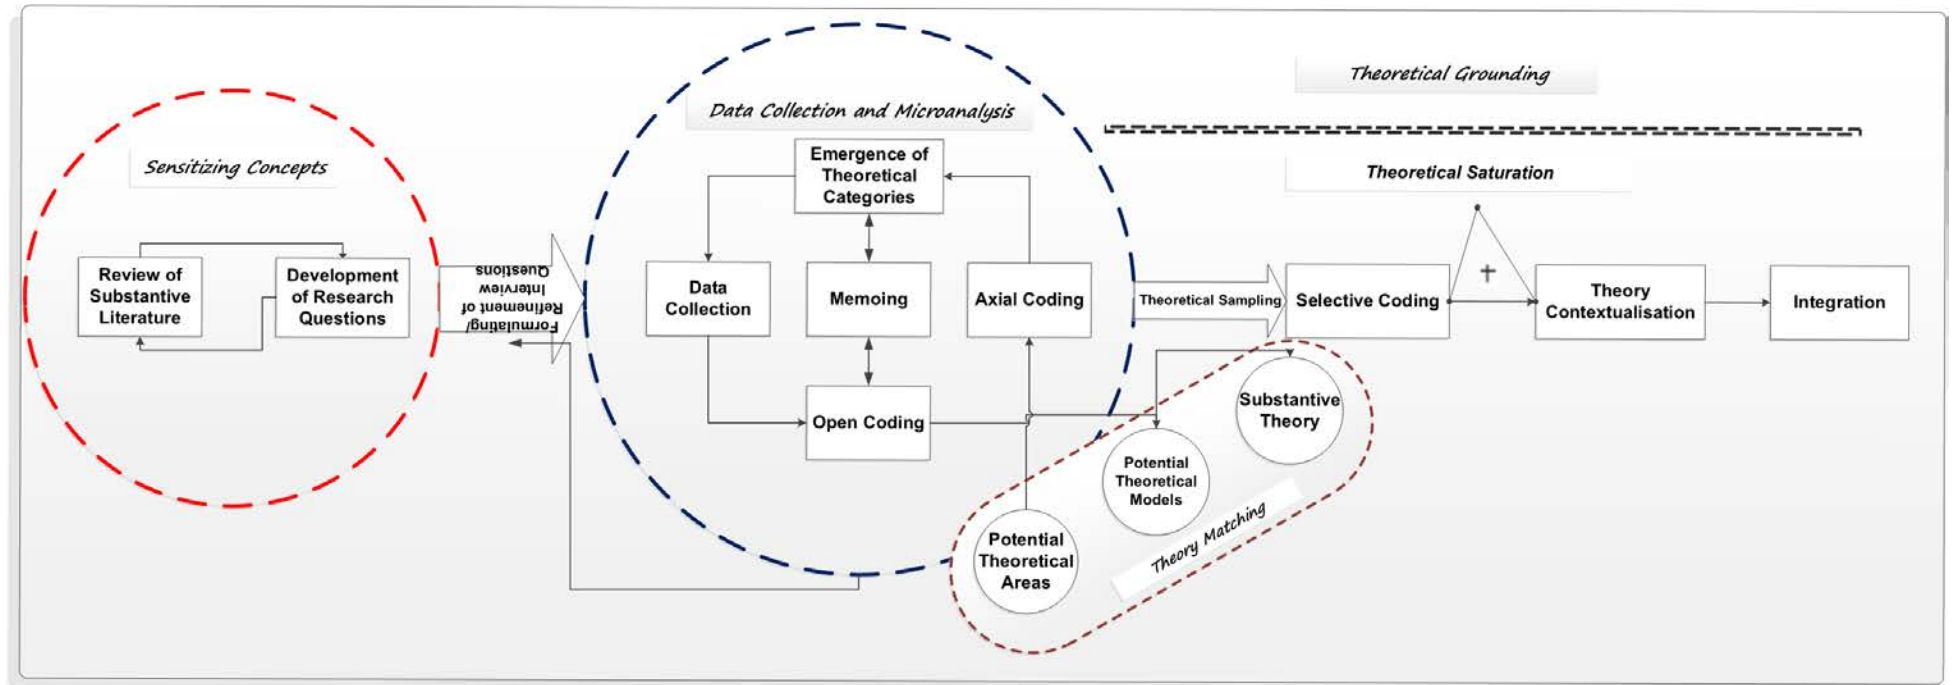 Theoretical Grounding
Data Collection and Microanalysis
Sensitizing Concepts
Theoretical Saturation
Emergence of
Theoretical
Categories
Review of
Substantive
Literature
Development
of Research
Questions
Formulating/
Refinement of
Interview
Questions
Data
Collection
Memoing
Axial Coding
Open Coding
Theoretical Sampling
Selective Coding
†
Theory
Contextualisation
Integration
Substantive
Theory
Potential
Theoretical
Models
Potential
Theoretical
Areas
Theory Matching